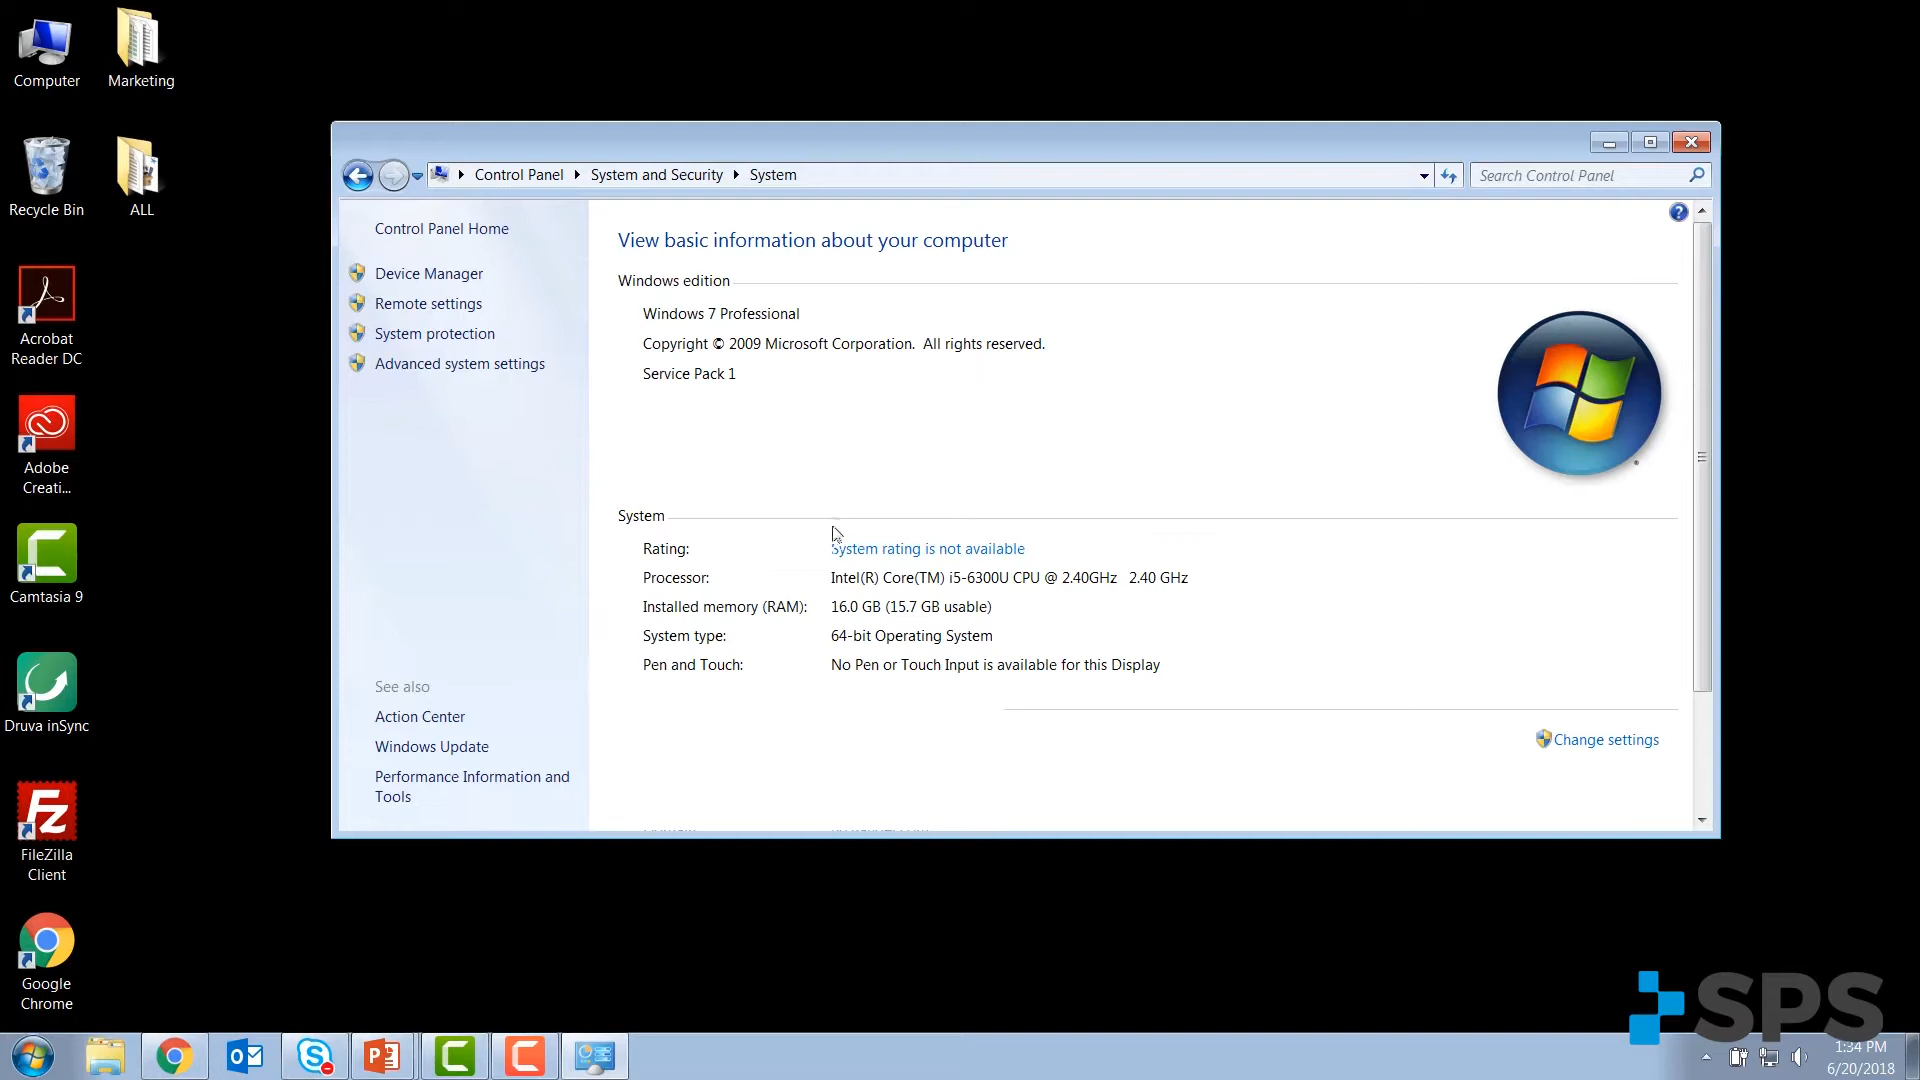 Computer
Marketing
Recycle Bin
ALL
Acrobat
Reader DC
Adobe
Creati...
Camtasia 9
Druva inSync
FileZilla
Client
Google
Chrome
Control Panel
System and Security
System
Search Control Panel
Control Panel Home
Device Manager
Remote settings
System protection
Advanced system settings
See also
Action Center
Windows Update
Performance Information and
Tools
View basic information about your computer
Windows edition
Windows 7 Professional
Copyright © 2009 Microsoft Corporation. All rights reserved.
Service Pack 1
System
Rating: System rating is not available
Processor: Intel(R) Core(TM) i5-6300U CPU @ 2.40GHz 2.40 GHz
Installed memory (RAM): 16.0 GB (15.7 GB usable)
System type: 64-bit Operating System
Pen and Touch: No Pen or Touch Input is available for this Display
Change settings
SPS
1:34 PM
6/20/2018